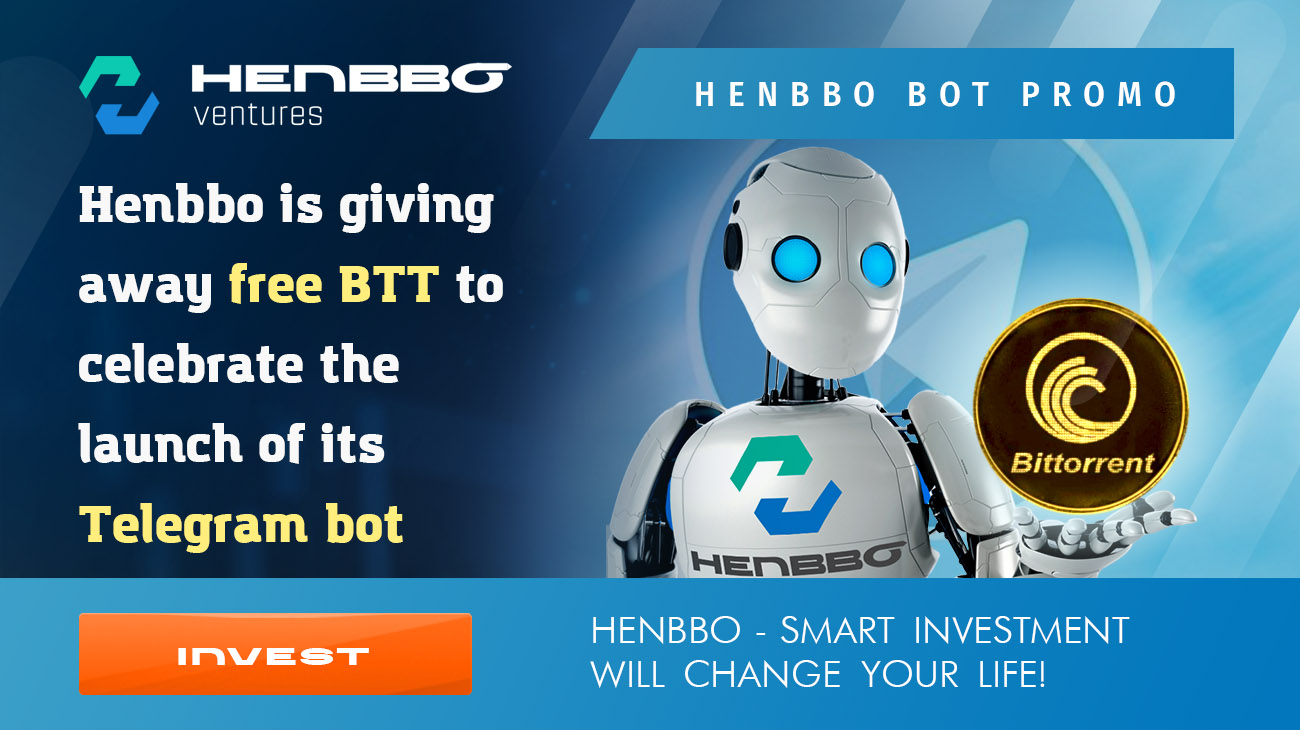 HENBBO
ventures
HENBBO BOT PROMO
Henbbo is giving
away free BTT to
celebrate the
launch of its
Telegram bot
Bittorrent
HENBBO
INVEST
HENBBO - SMART INVESTMENT
WILL CHANGE YOUR LIFE!